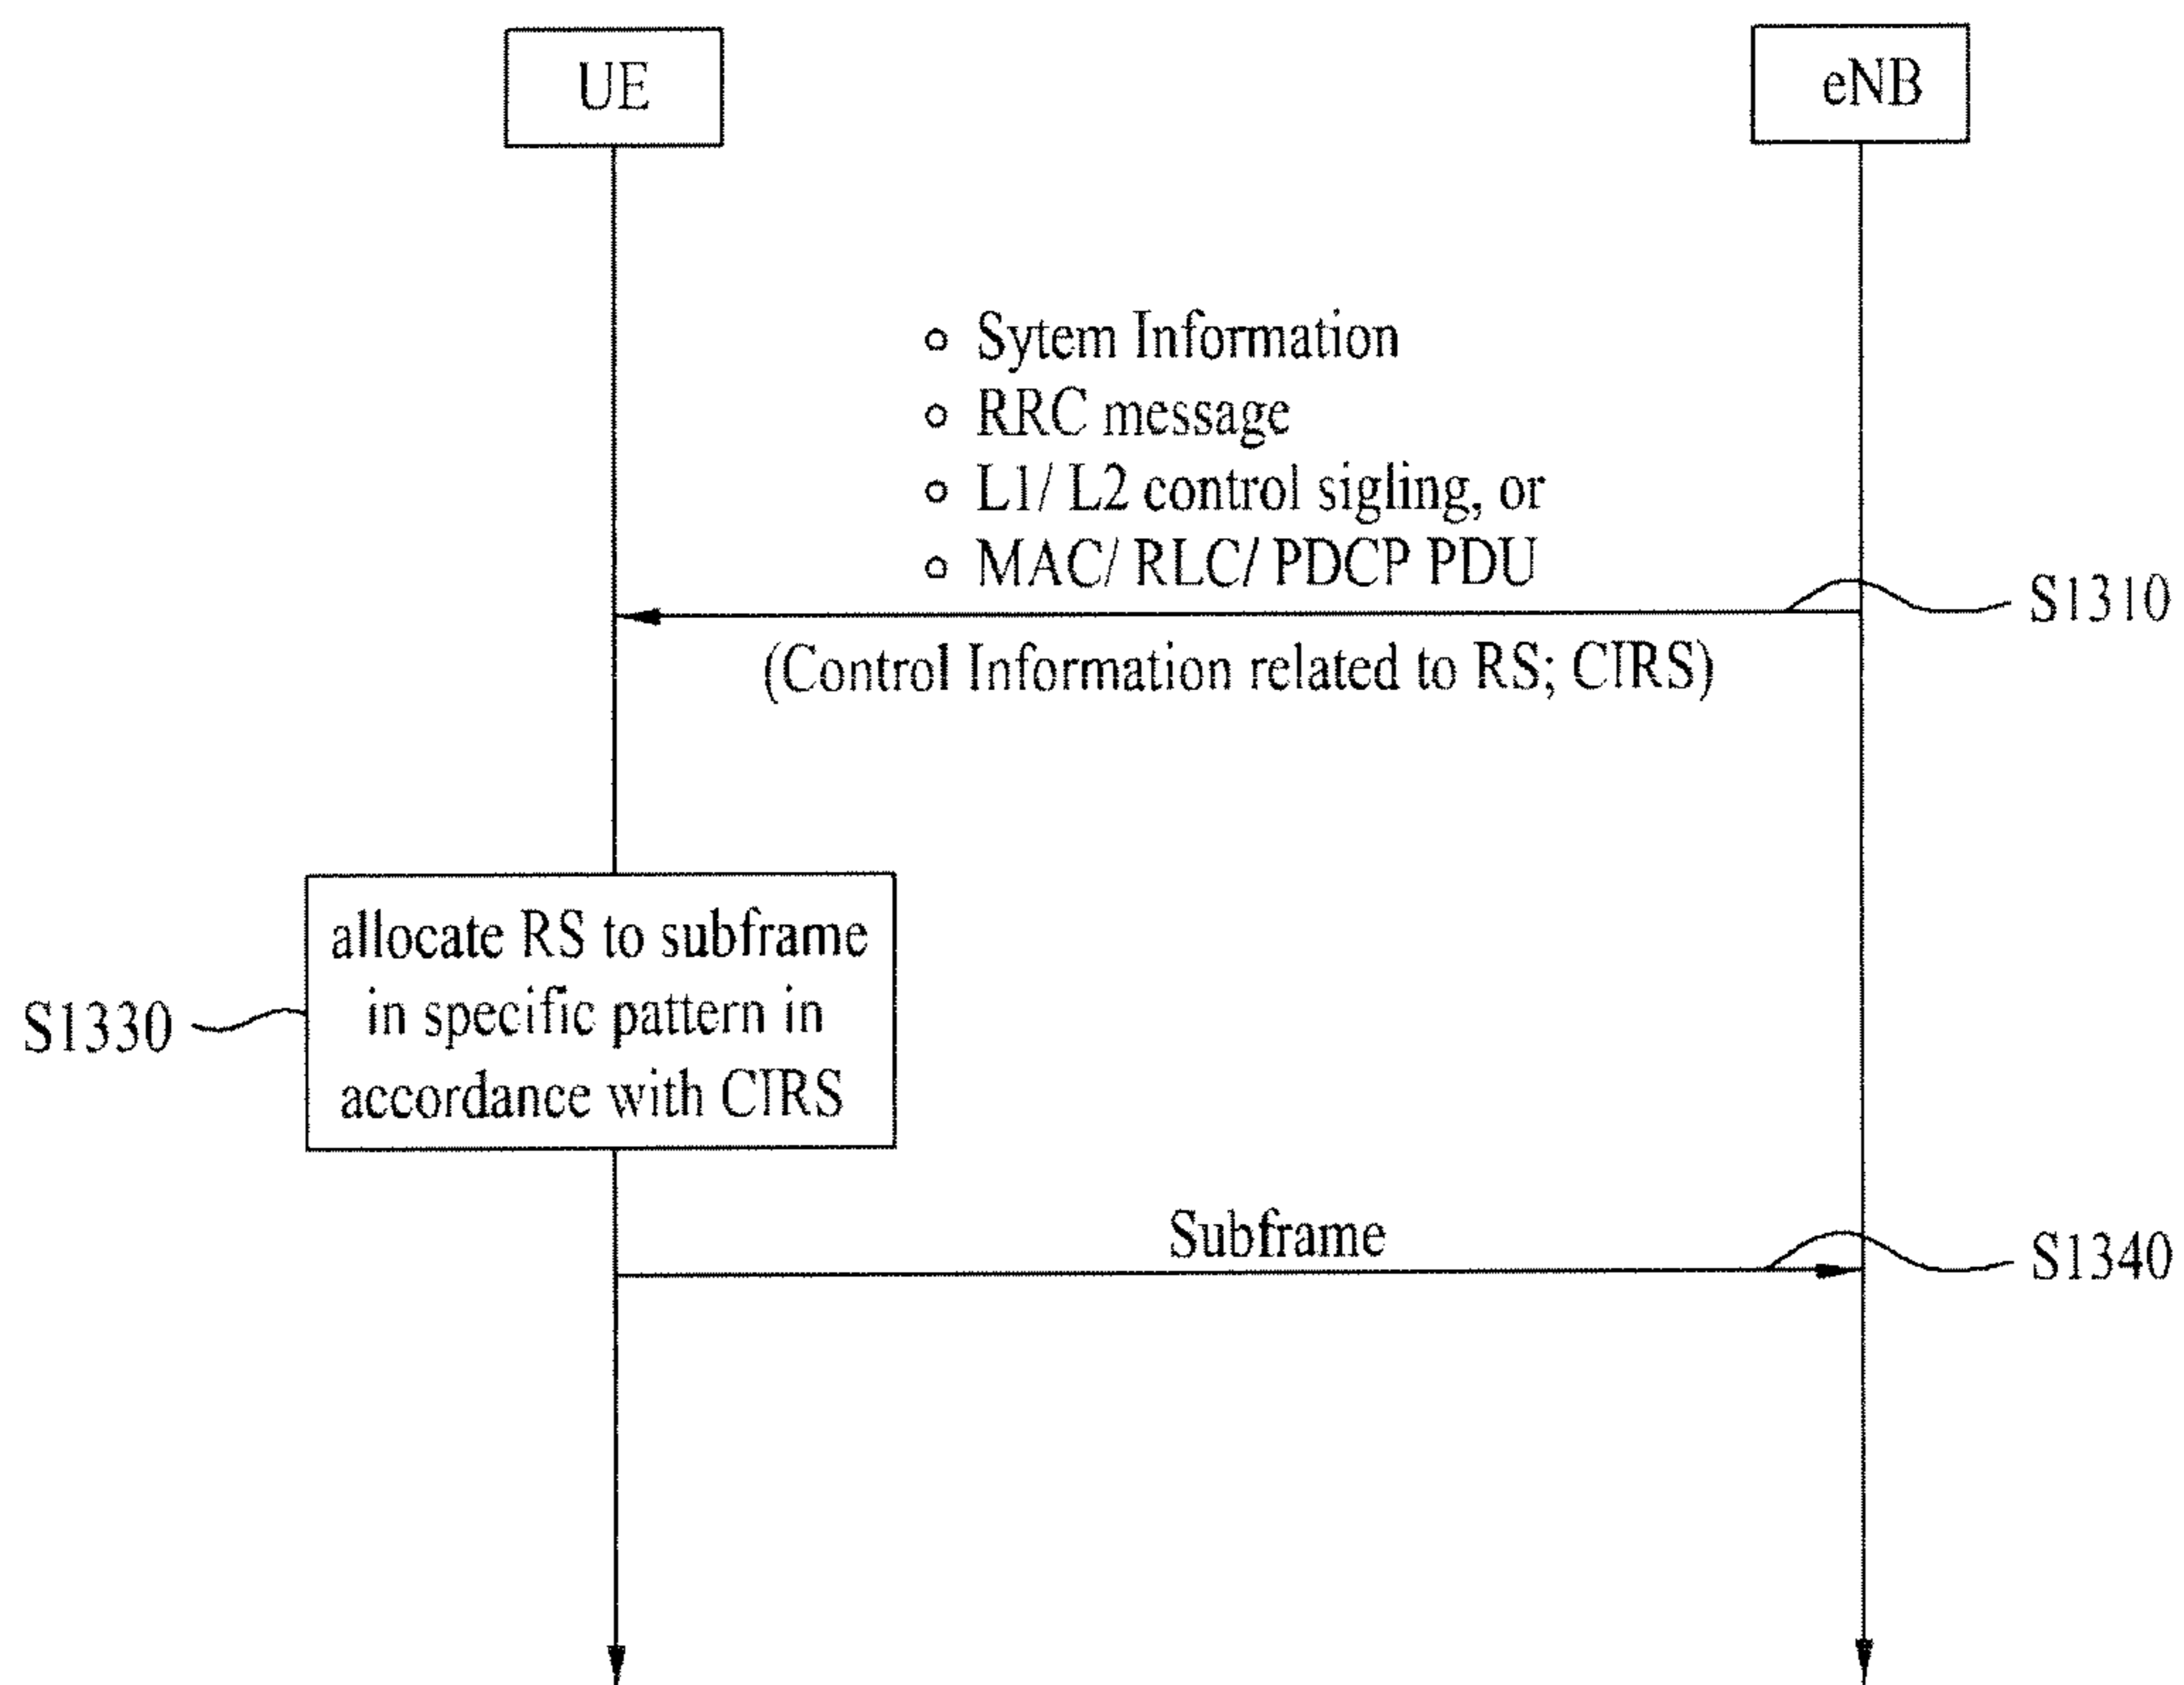 UE
eNB
○ Sytem Information
○ RRC message
○ L1/ L2 control sigling, or
○ MAC/ RLC/ PDCP PDU
S1310
(Control Information related to RS; CIRS)
allocate RS to subframe
in specific pattern in
accordance with CIRS
S1330
Subframe
S1340